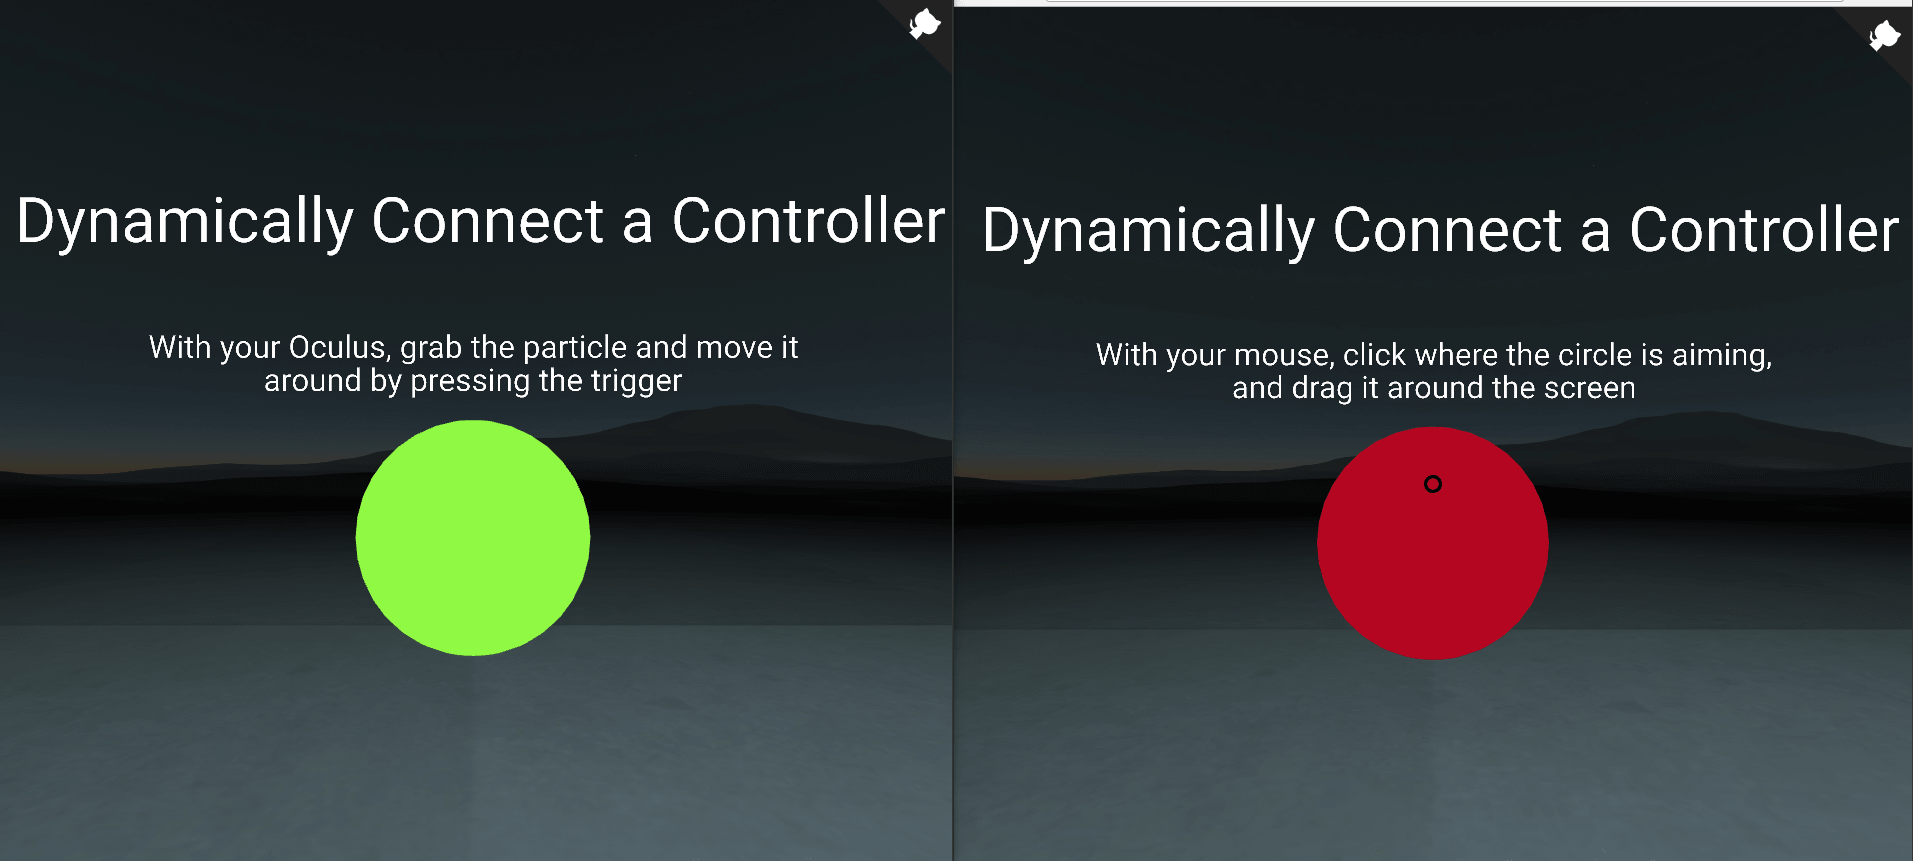 Dynamically Connect a Controller
With your Oculus, grab the particle and move it
around by pressing the trigger
Dynamically Connect a Controller
With your mouse, click where the circle is aiming,
and drag it around the screen